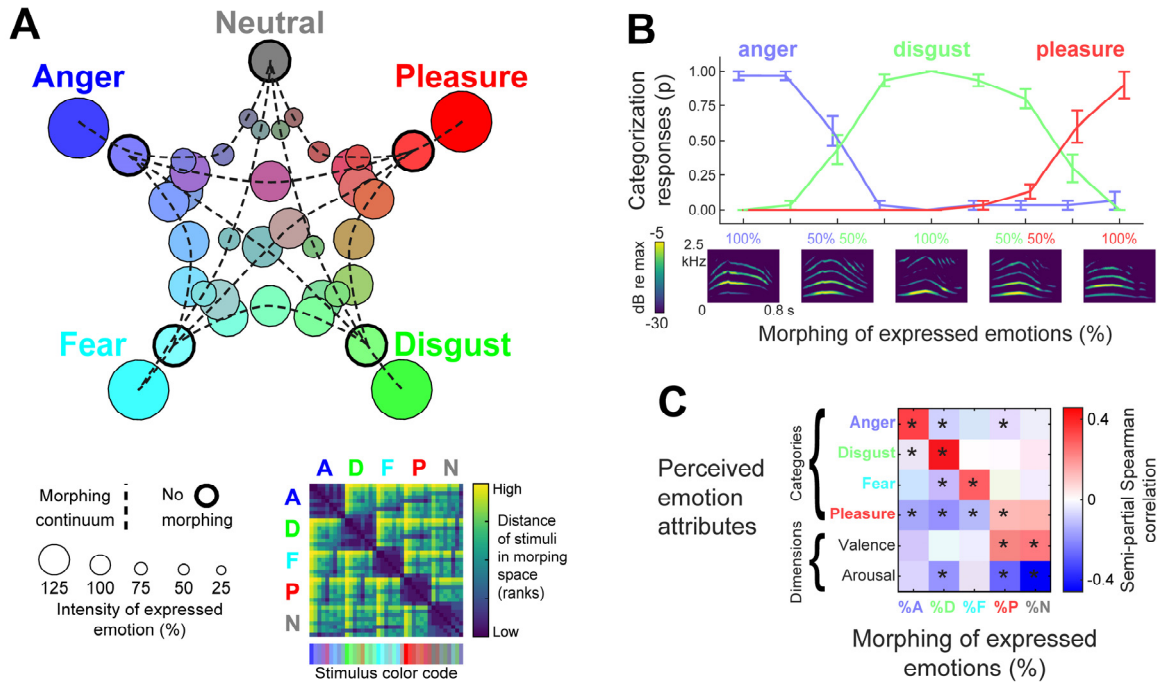 A
Neutral
Anger
Pleasure
Fear
Disgust
Morphing
continuum
No
morphing
125 100 75 50 25
Intensity of expressed
emotion (%)
A D F P N
A
D
F
P
N
High
Distance
of stimuli
in morping
space
(ranks)
Low
Stimulus color code
B
anger disgust pleasure
Categorization
responses (p)
1.00
0.75
0.50
0.25
0.00
100% 50% 50% 100% 50% 50% 100%
dB re max
-5
-30
2.5
kHz
0
0.8 s
Morphing of expressed emotions (%)
C
Perceived
emotion
attributes
Categories
Dimensions
Anger * * *
Disgust * *
Fear * *
Pleasure * * * *
Valence * *
Arousal * * *
%A %D %F %P %N
Morphing of expressed
emotions (%)
0.4
0
-0.4
Semi-partial Spearman
correlation